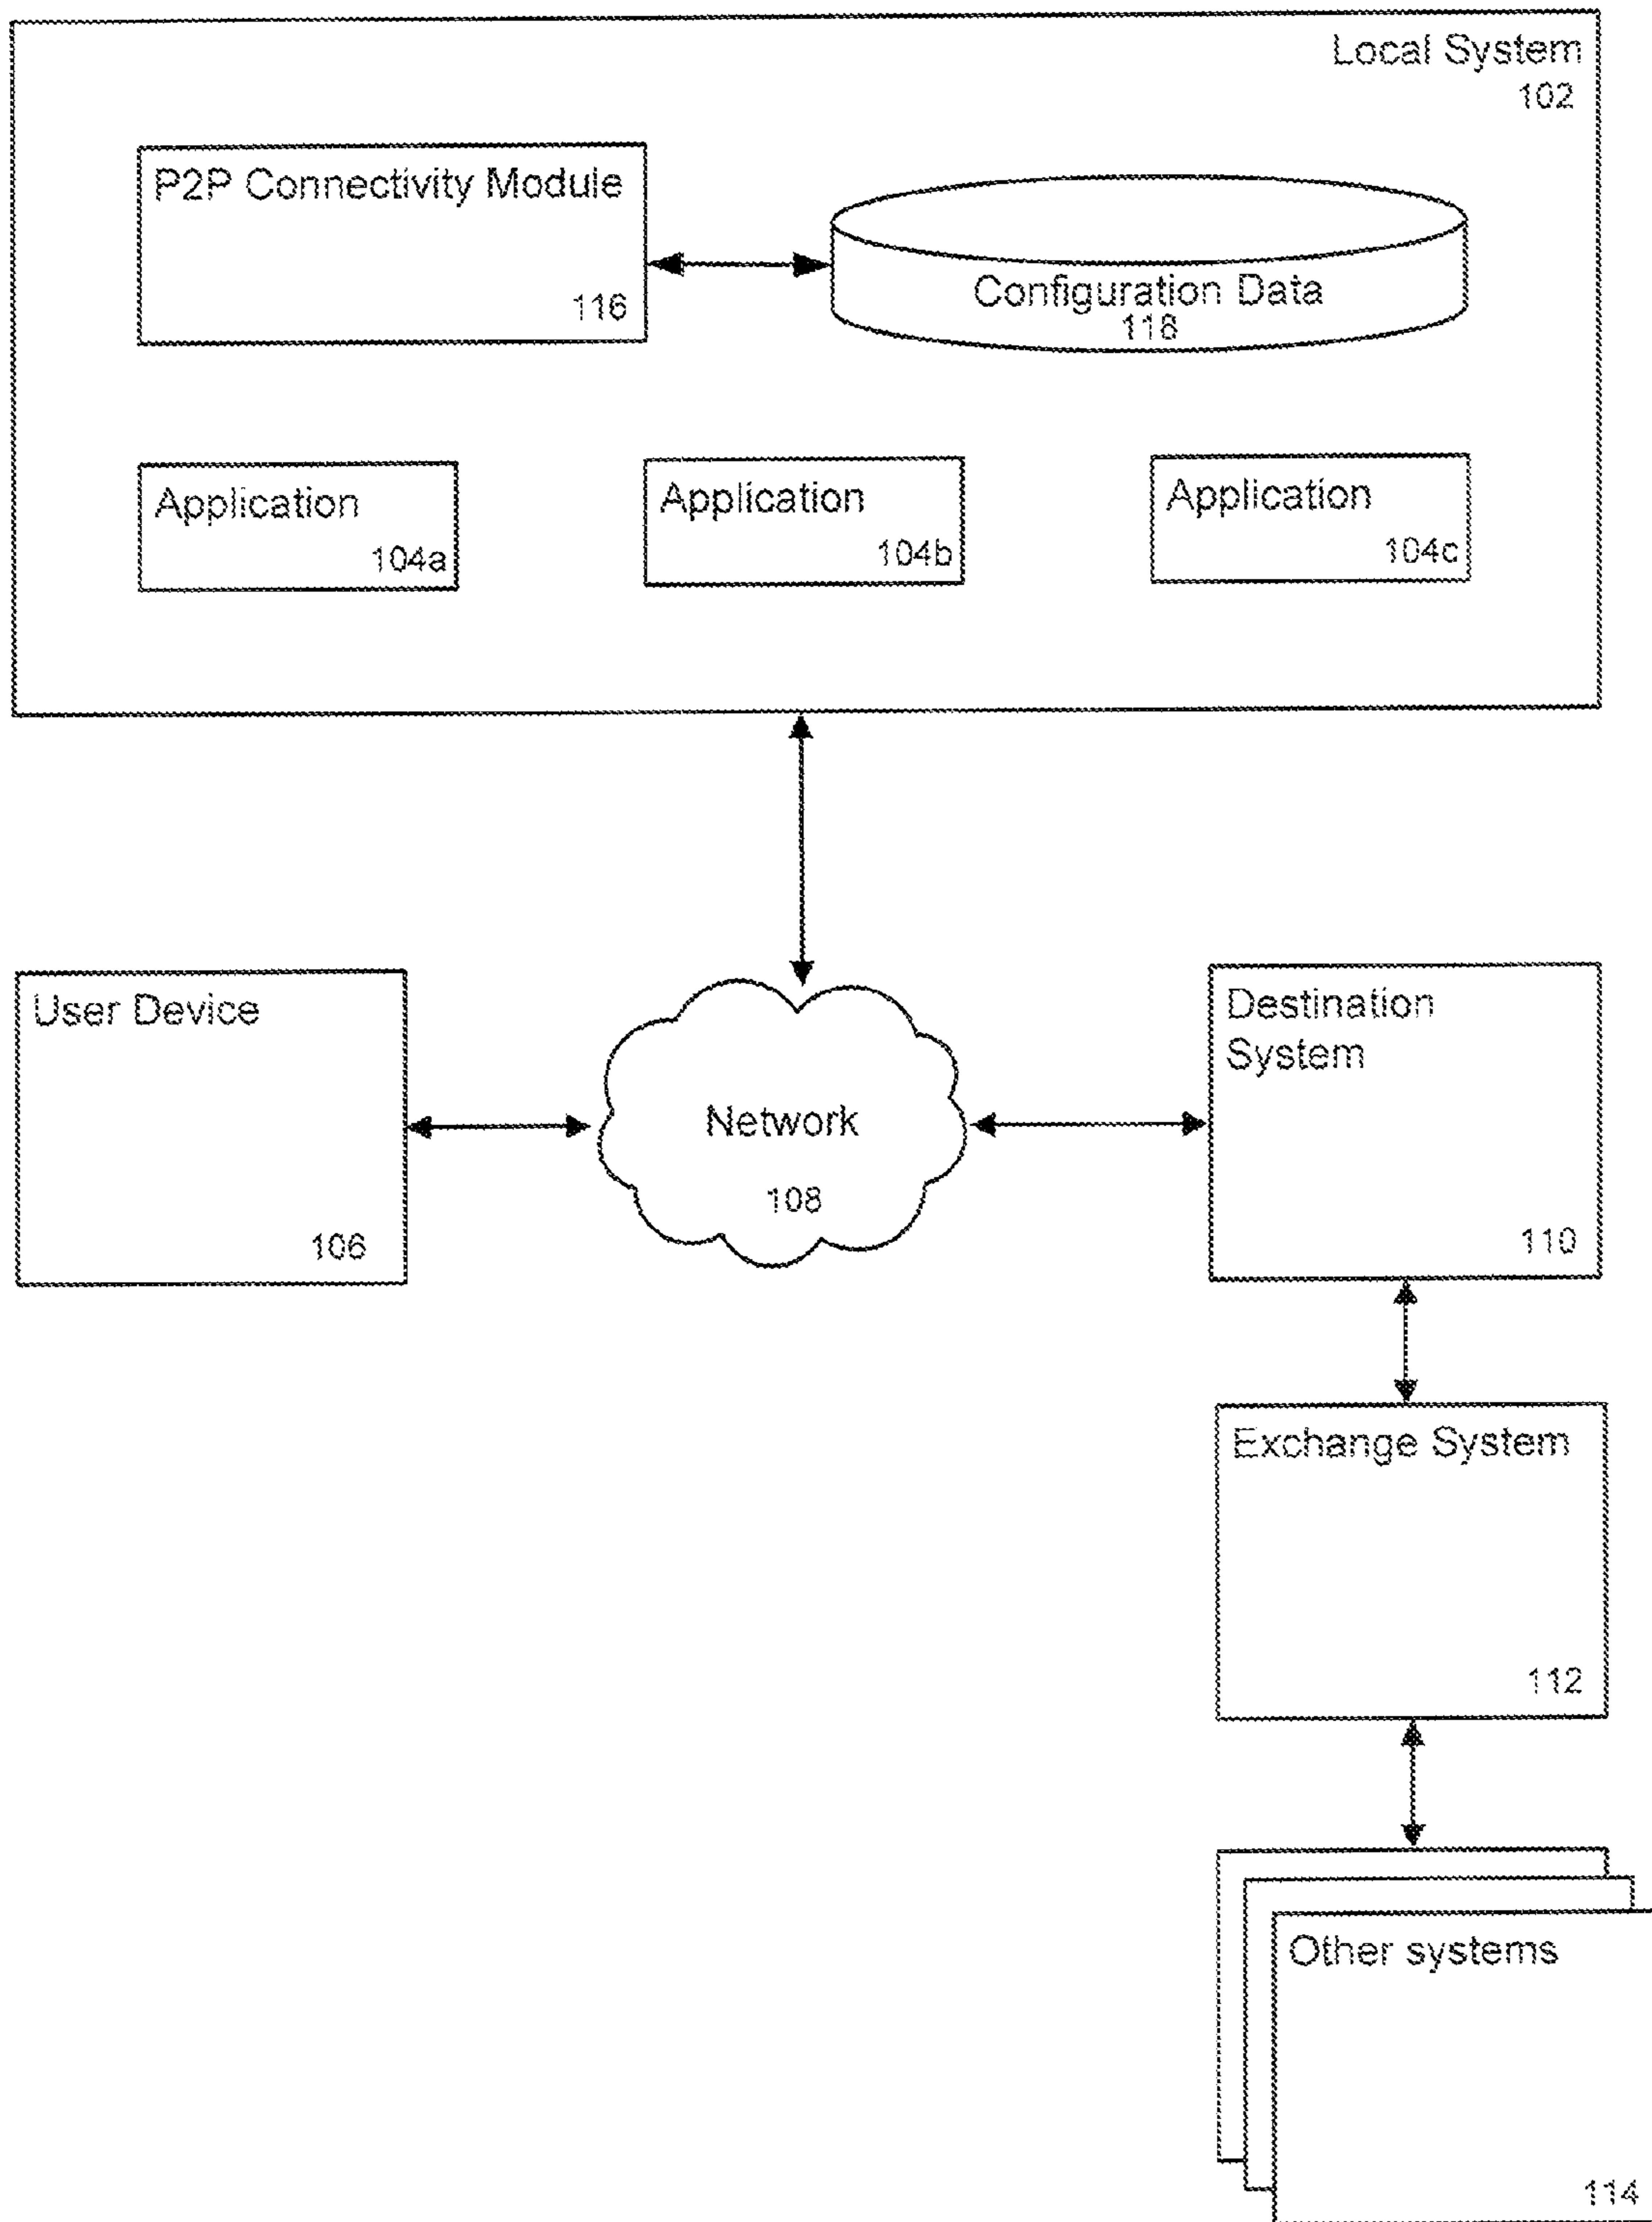 Local System
102
P2P Connectivity Module
116
Configuration Data
118
Application
104a
Application
104b
Application
104c
User Device
106
Network
108
Destination
System
110
Exchange System
112
Other systems
114